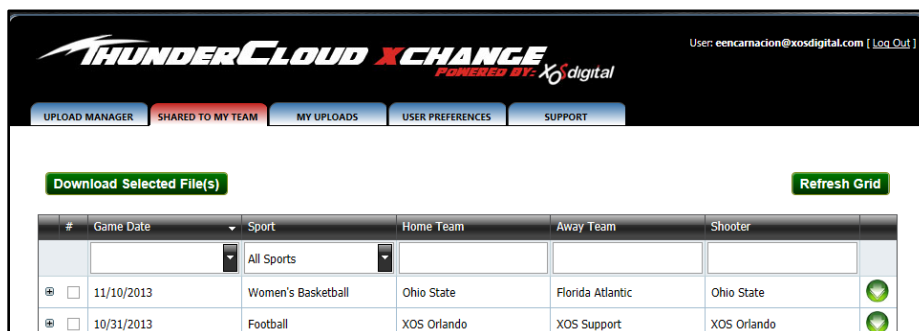 THUNDERCLOUD XCHANGE
POWERED BY: XOS digital
User: eencarnacion@xosdigital.com [ Log Out ]
UPLOAD MANAGER SHARED TO MY TEAM MY UPLOADS USER PREFERENCES SUPPORT
Download Selected File(s) Refresh Grid
# Game Date Sport Home Team Away Team Shooter
All Sports
11/10/2013 Women's Basketball Ohio State Florida Atlantic Ohio State
10/31/2013 Football XOS Orlando XOS Support XOS Orlando